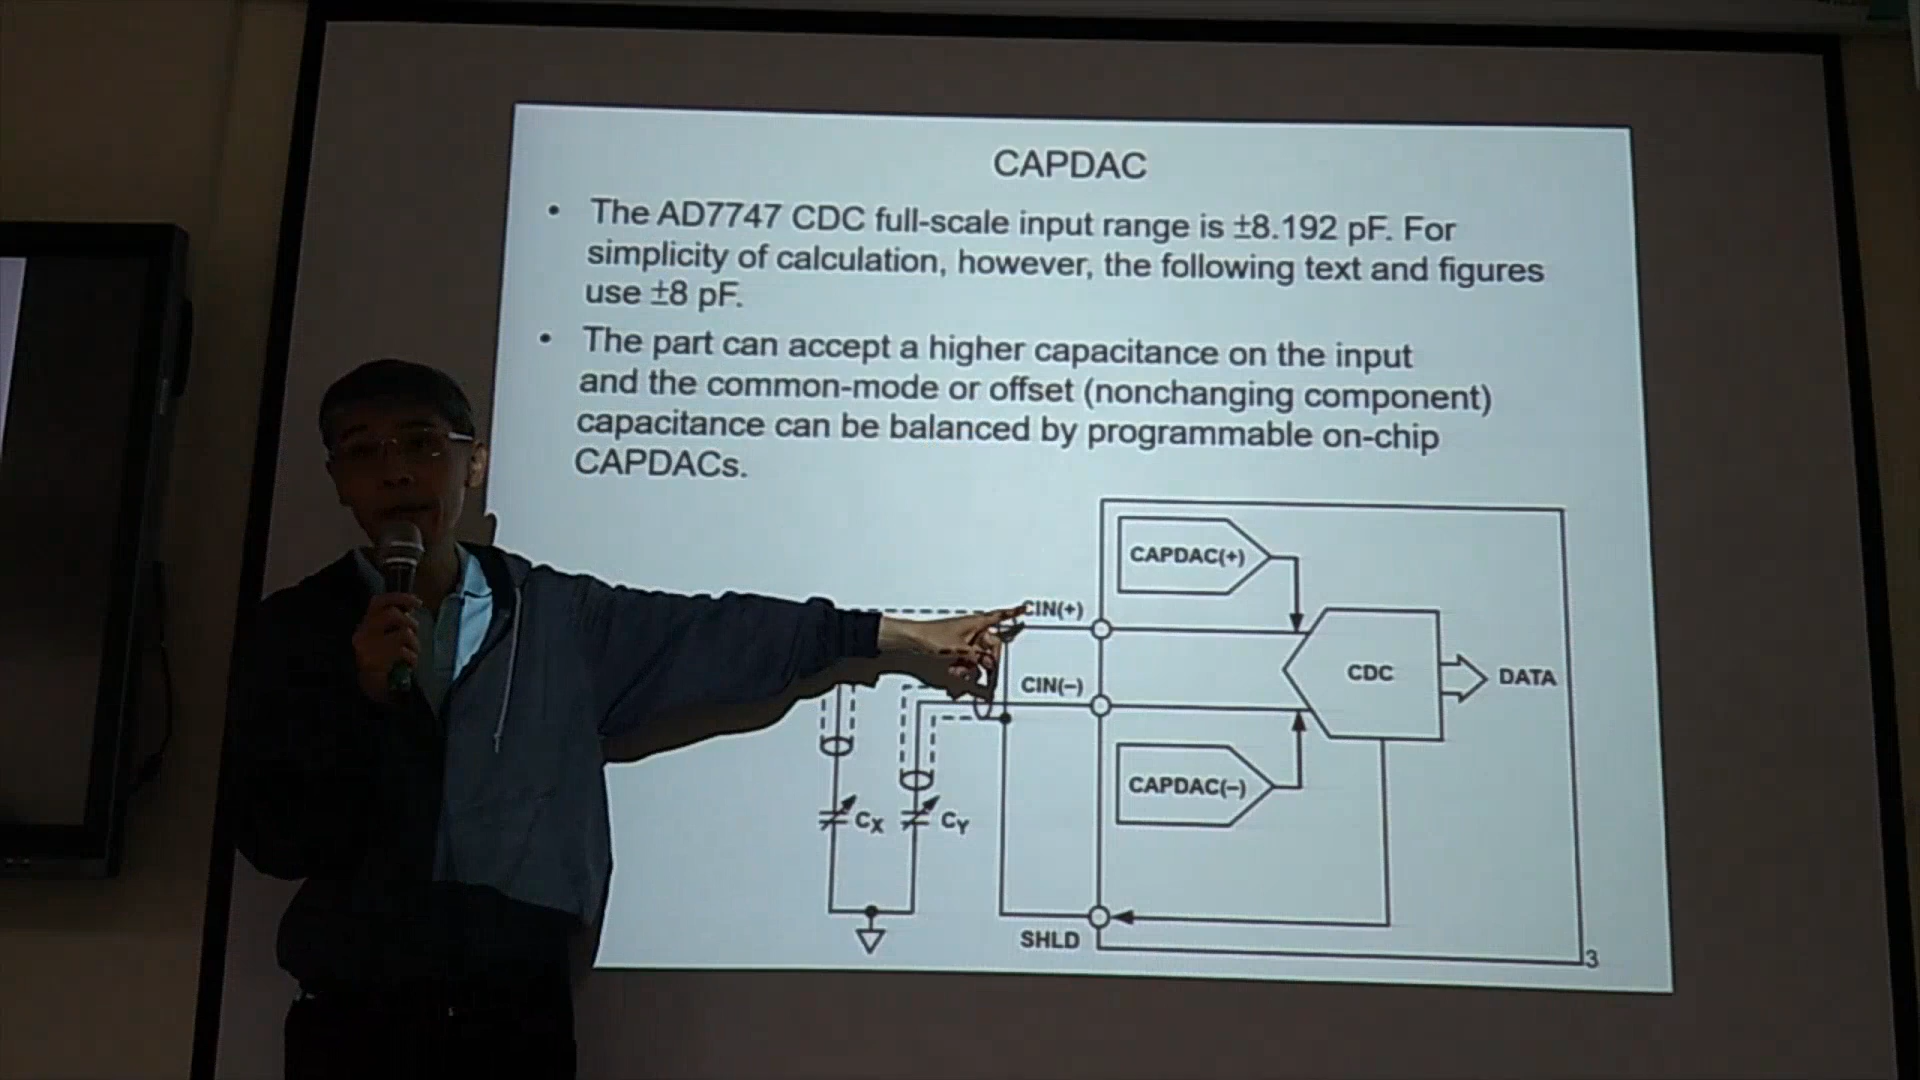 CAPDAC
• The AD7747 CDC full-scale input range is ±8.192 pF. For
simplicity of calculation, however, the following text and figures
use ±8 pF.
• The part can accept a higher capacitance on the input
and the common-mode or offset (nonchanging component)
capacitance can be balanced by programmable on-chip
CAPDACs.
CAPDAC(+)
CIN(+)
CIN(–)
CDC
DATA
CAPDAC(–)
CX
CY
SHLD
3